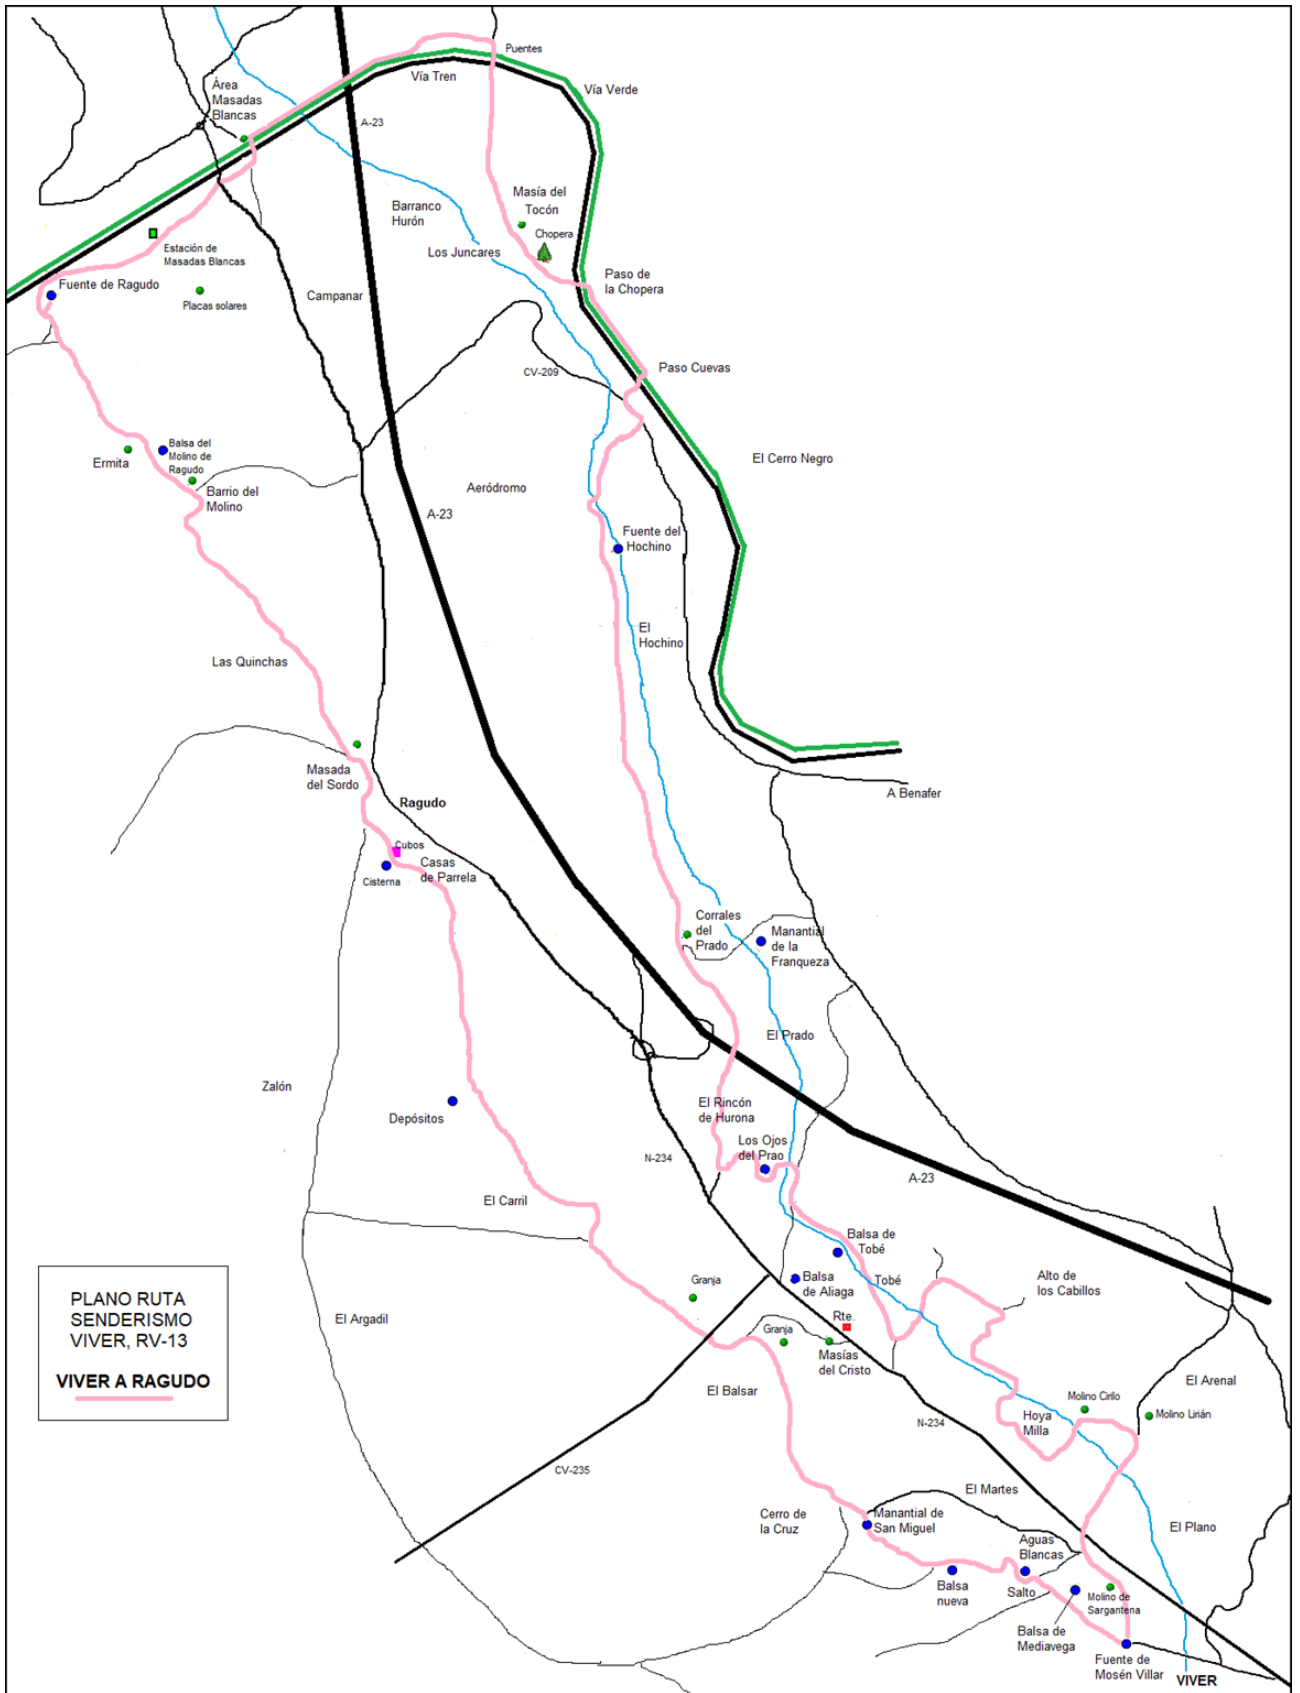 Puentes
Vía Tren
Vía Verde
Área
Masadas
Blancas
A-23
Masía del
Tocón
Barranco
Hurón
Chopera
Estación de
Masadas Blancas
Los Juncares
Paso de
la Chopera
Fuente de Ragudo
Placas solares
Campanar
CV-209
Paso Cuevas
Balsa del
Molino de
Ragudo
Ermita
El Cerro Negro
Barrio del
Molino
Aeródromo
A-23
Fuente del
Hochino
El
Hochino
Las Quinchas
Masada
del Sordo
Ragudo
A Benafer
Cubos
Casas
de Parrela
Cisterna
Corrales
del
Prado
Manantial
de la
Franqueza
El Prado
Zalón
Depósitos
El Rincón
de Hurona
Los Ojos
del Prao
N-234
A-23
El Carril
Balsa de
Tobé
Tobé
Balsa
de Aliaga
Granja
Alto de
los Cabillos
PLANO RUTA
SENDERISMO
VIVER, RV-13
VIVER A RAGUDO
El Argadil
Rte.
Granja
Masías
del Cristo
El Balsar
El Arenal
Molino Cirilo
Molino Lirián
Hoya
Milla
N-234
CV-235
El Martes
Cerro de
la Cruz
Manantial de
San Miguel
El Plano
Aguas
Blancas
Balsa
nueva
Salto
Molino de
Sargantena
Balsa de
Mediavega
Fuente de
Mosén Villar
VIVER